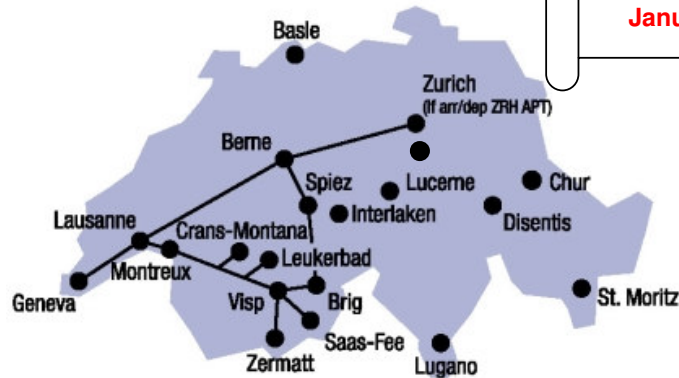 Janu
Basle
Zurich
(If arr/dep ZRH APT)
Berne
Spiez
Lucerne
Chur
Interlaken
Disentis
Lausanne
Crans-Montana
Leukerbad
Montreux
Geneva
Visp
Brig
St. Moritz
Saas-Fee
Zermatt
Lugano